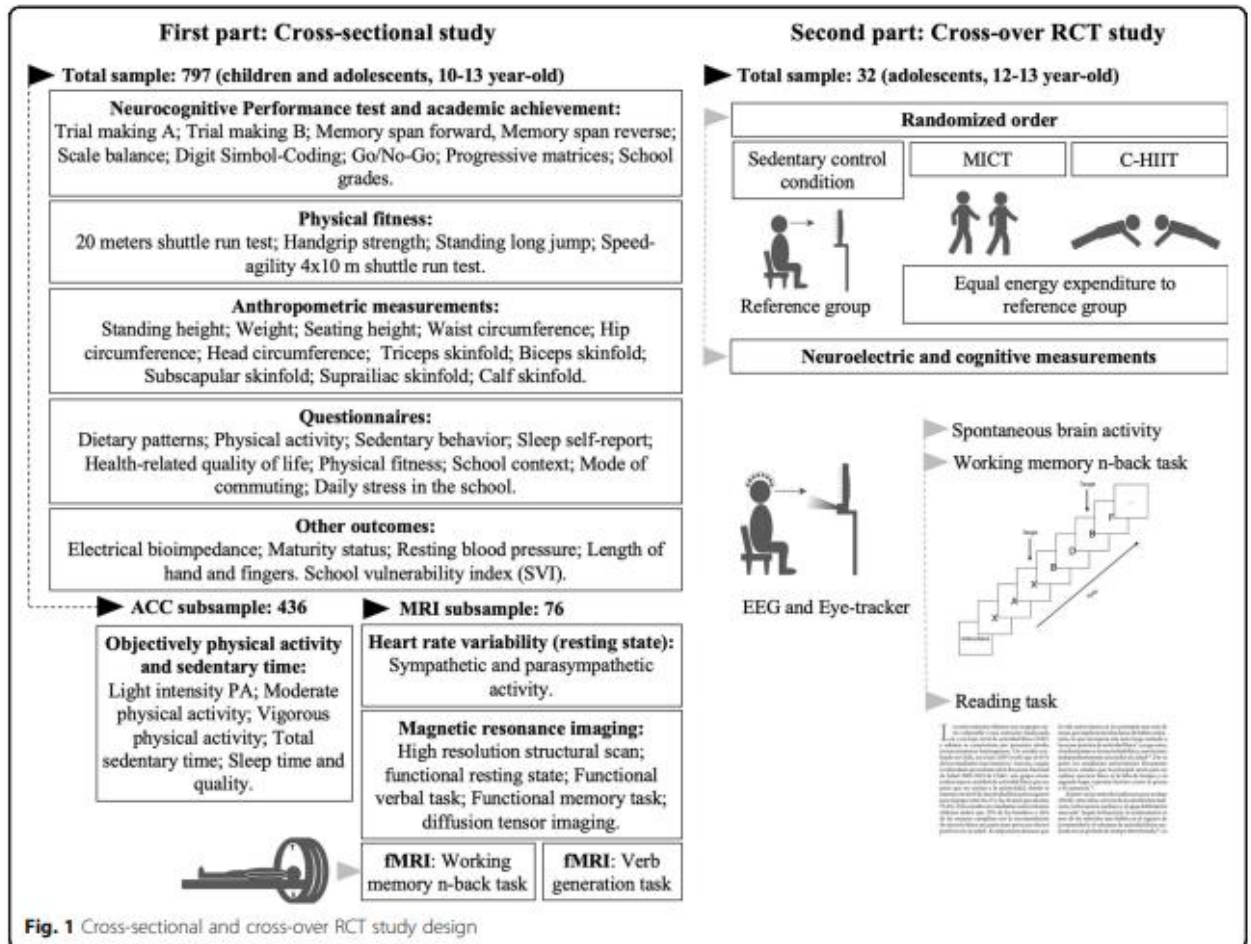 First part: Cross-sectional study
Total sample: 797 (children and adolescents, 10-13 year-old)
Neurocognitive Performance test and academic achievement:
Trial making A; Trial making B; Memory span forward, Memory span reverse;
Scale balance; Digit Simbol-Coding; Go/No-Go; Progressive matrices; School
grades.
Physical fitness:
20 meters shuttle run test; Handgrip strength; Standing long jump; Speed-
agility 4x10 m shuttle run test.
Anthropometric measurements:
Standing height; Weight; Seating height; Waist circumference; Hip
circumference; Head circumference; Triceps skinfold; Biceps skinfold;
Subscapular skinfold; Suprailiac skinfold; Calf skinfold.
Questionnaires:
Dietary patterns; Physical activity; Sedentary behavior; Sleep self-report;
Health-related quality of life; Physical fitness; School context; Mode of
commuting; Daily stress in the school.
Other outcomes:
Electrical bioimpedance; Maturity status; Resting blood pressure; Length of
hand and fingers. School vulnerability index (SVI).
ACC subsample: 436
Objectively physical activity
and sedentary time:
Light intensity PA; Moderate
physical activity; Vigorous
physical activity; Total
sedentary time; Sleep time and
quality.
MRI subsample: 76
Heart rate variability (resting state):
Sympathetic and parasympathetic
activity.
Magnetic resonance imaging:
High resolution structural scan;
functional resting state; Functional
verbal task; Functional memory task;
diffusion tensor imaging.
fMRI: Working
memory n-back task
fMRI: Verb
generation task
Second part: Cross-over RCT study
Total sample: 32 (adolescents, 12-13 year-old)
Randomized order
Sedentary control
condition
MICT
C-HIIT
Reference group
Equal energy expenditure to
reference group
Neuroelectric and cognitive measurements
EEG and Eye-tracker
Spontaneous brain activity
Working memory n-back task
Target
Target
X
A
X
B
D
B
F
Reading task
Fig. 1 Cross-sectional and cross-over RCT study design